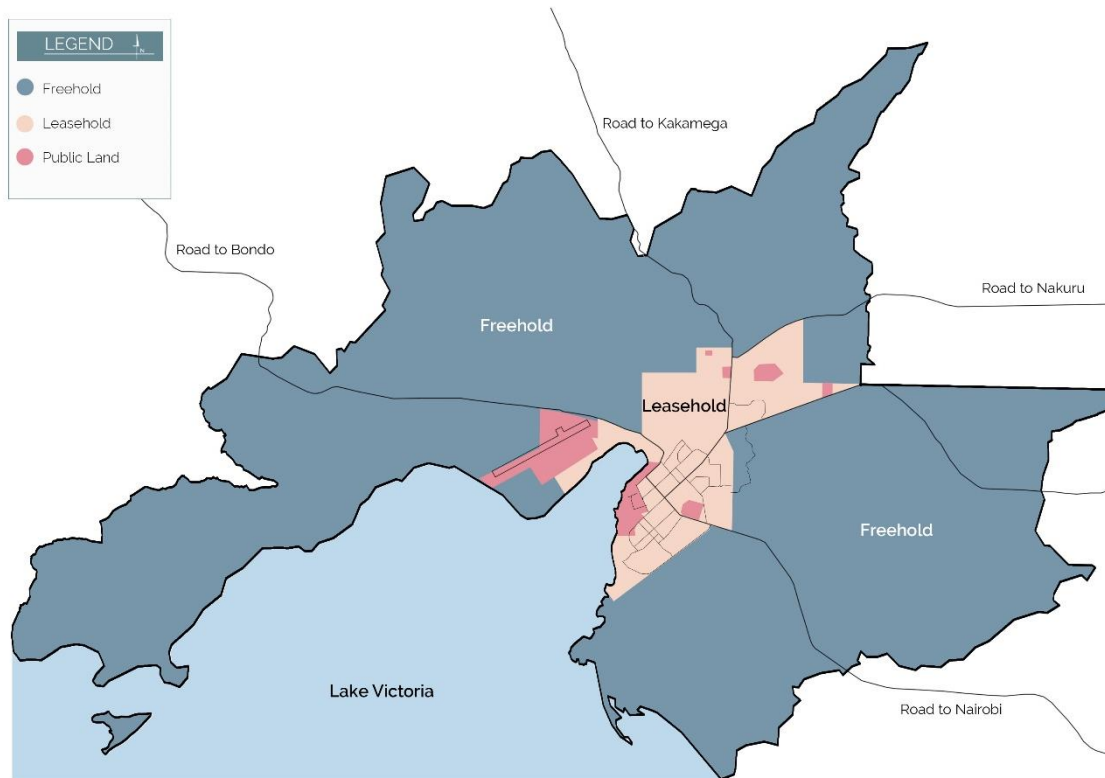 LEGEND
N
Freehold
Leasehold
Public Land
Road to Kakamega
Road to Bondo
Road to Nakuru
Freehold
Leasehold
Freehold
Lake Victoria
Road to Nairobi